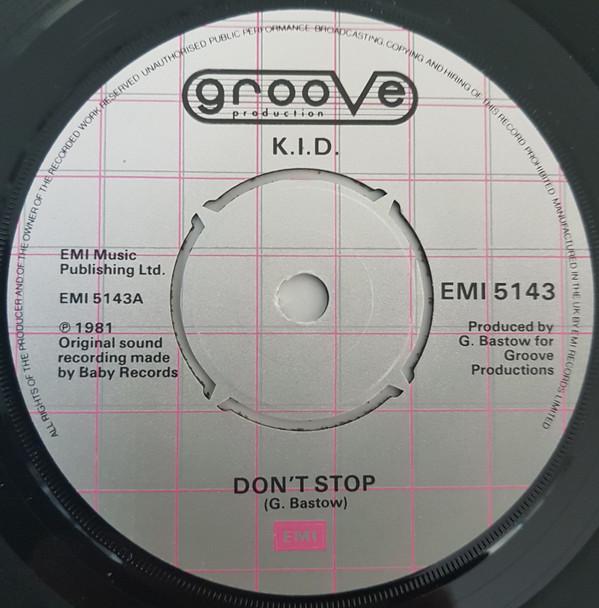 ALL RIGHTS OF THE PRODUCER AND OF THE OWNER OF THE RECORDED WORK RESERVED UNAUTHORISED PUBLIC PERFORMANCE BROADCASTING, COPYING AND HIRING OF THIS RECORD PROHIBITED MANUFACTURED IN THE UK BY EMI RECORDS LIMITED
groove
production
K.I.D.
EMI Music
Publishing Ltd.
EMI 5143A
℗ 1981
Original sound
recording made
by Baby Records
EMI 5143
Produced by
G. Bastow for
Groove
Productions
DON'T STOP
(G. Bastow)
EMI